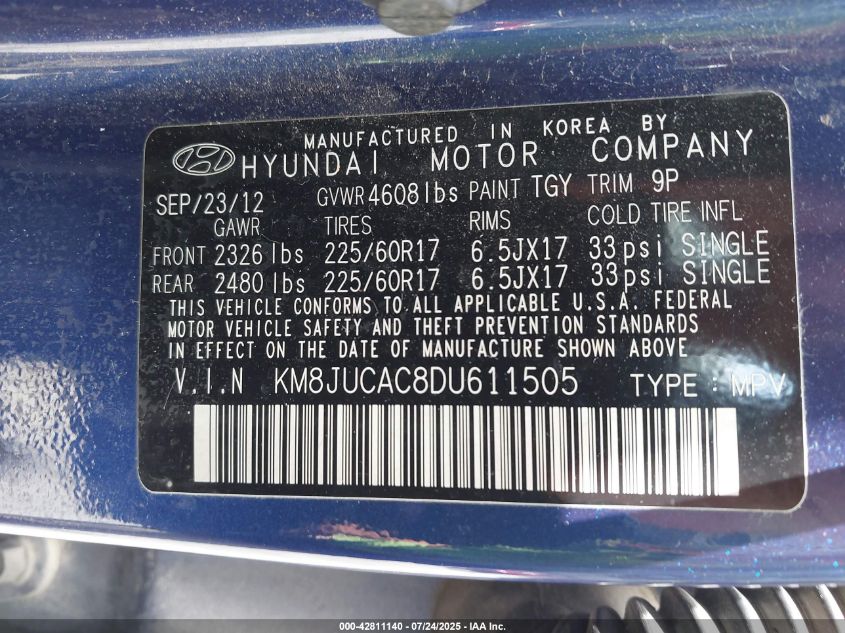 MANUFACTURED IN KOREA BY
HYUNDAI MOTOR COMPANY
SEP/23/12 GVWR 4608 lbs PAINT TGY TRIM 9P
GAWR TIRES RIMS COLD TIRE INFL
FRONT 2326 lbs 225/60R17 6.5JX17 33psi SINGLE
REAR 2480 lbs 225/60R17 6.5JX17 33psi SINGLE
THIS VEHICLE CONFORMS TO ALL APPLICABLE U.S.A. FEDERAL
MOTOR VEHICLE SAFETY AND THEFT PREVENTION STANDARDS
IN EFFECT ON THE DATE OF MANUFACTURE SHOWN ABOVE
V.I.N KM8JUCAC8DU611505 TYPE : MPV
000-42811140 - 07/24/2025 - IAA Inc.